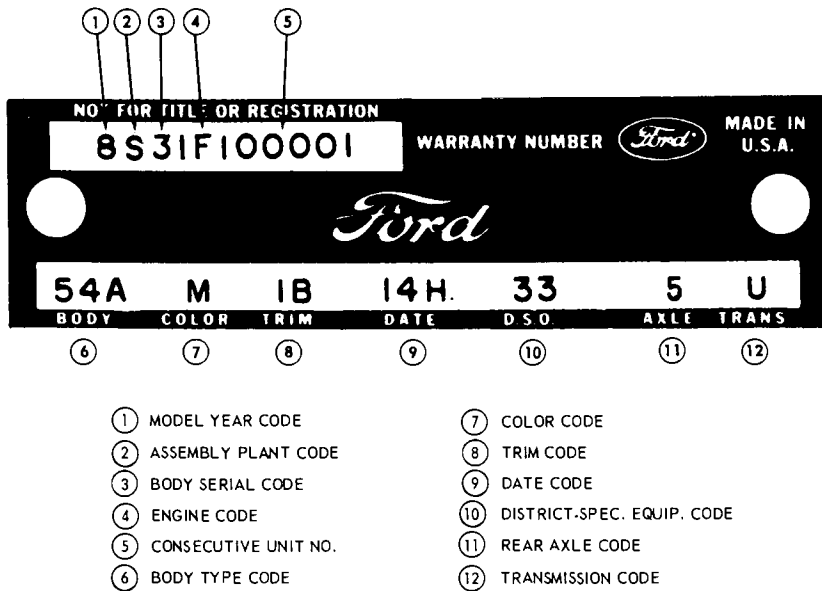 1 2 3 4 5
NOT FOR TITLE OR REGISTRATION
8S31F100001
WARRANTY NUMBER
Ford
MADE IN
U.S.A.
Ford
54A M 1B 14H. 33 5 U
BODY COLOR TRIM DATE D.S.O. AXLE TRANS
6 7 8 9 10 11 12
1 MODEL YEAR CODE
2 ASSEMBLY PLANT CODE
3 BODY SERIAL CODE
4 ENGINE CODE
5 CONSECUTIVE UNIT NO.
6 BODY TYPE CODE
7 COLOR CODE
8 TRIM CODE
9 DATE CODE
10 DISTRICT-SPEC. EQUIP. CODE
11 REAR AXLE CODE
12 TRANSMISSION CODE